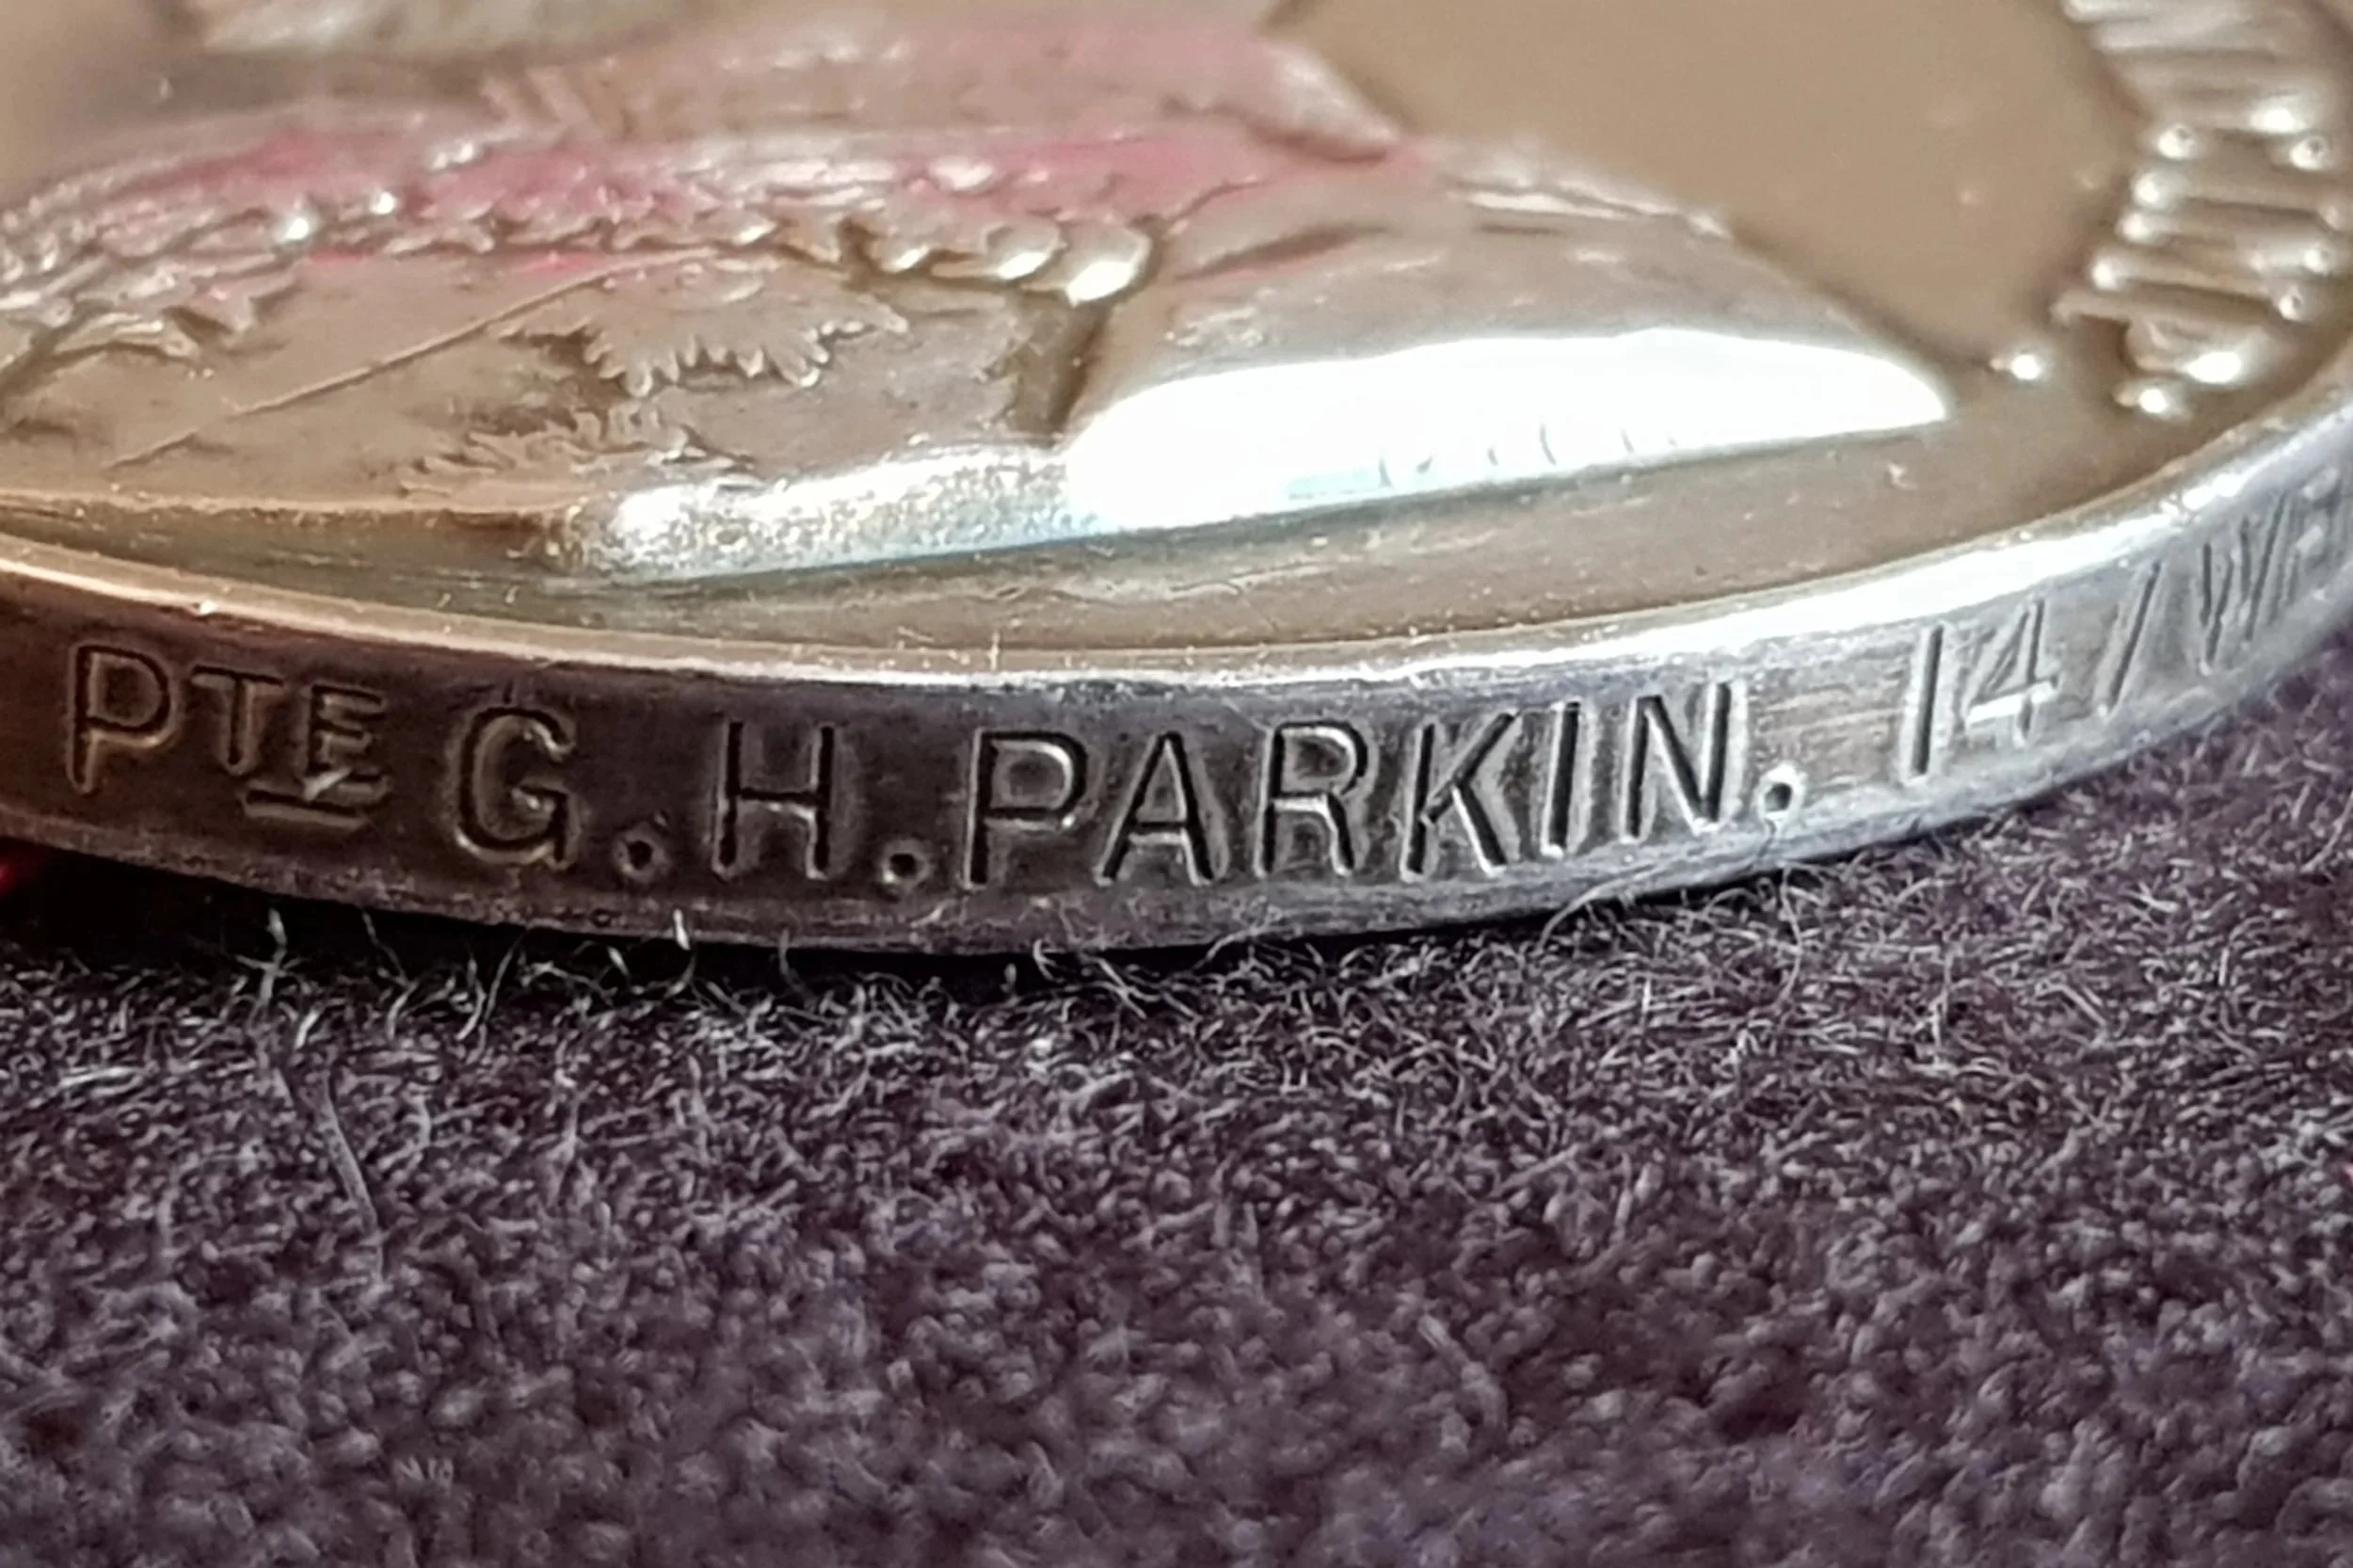 PTE G.H.PARKIN. 14/W